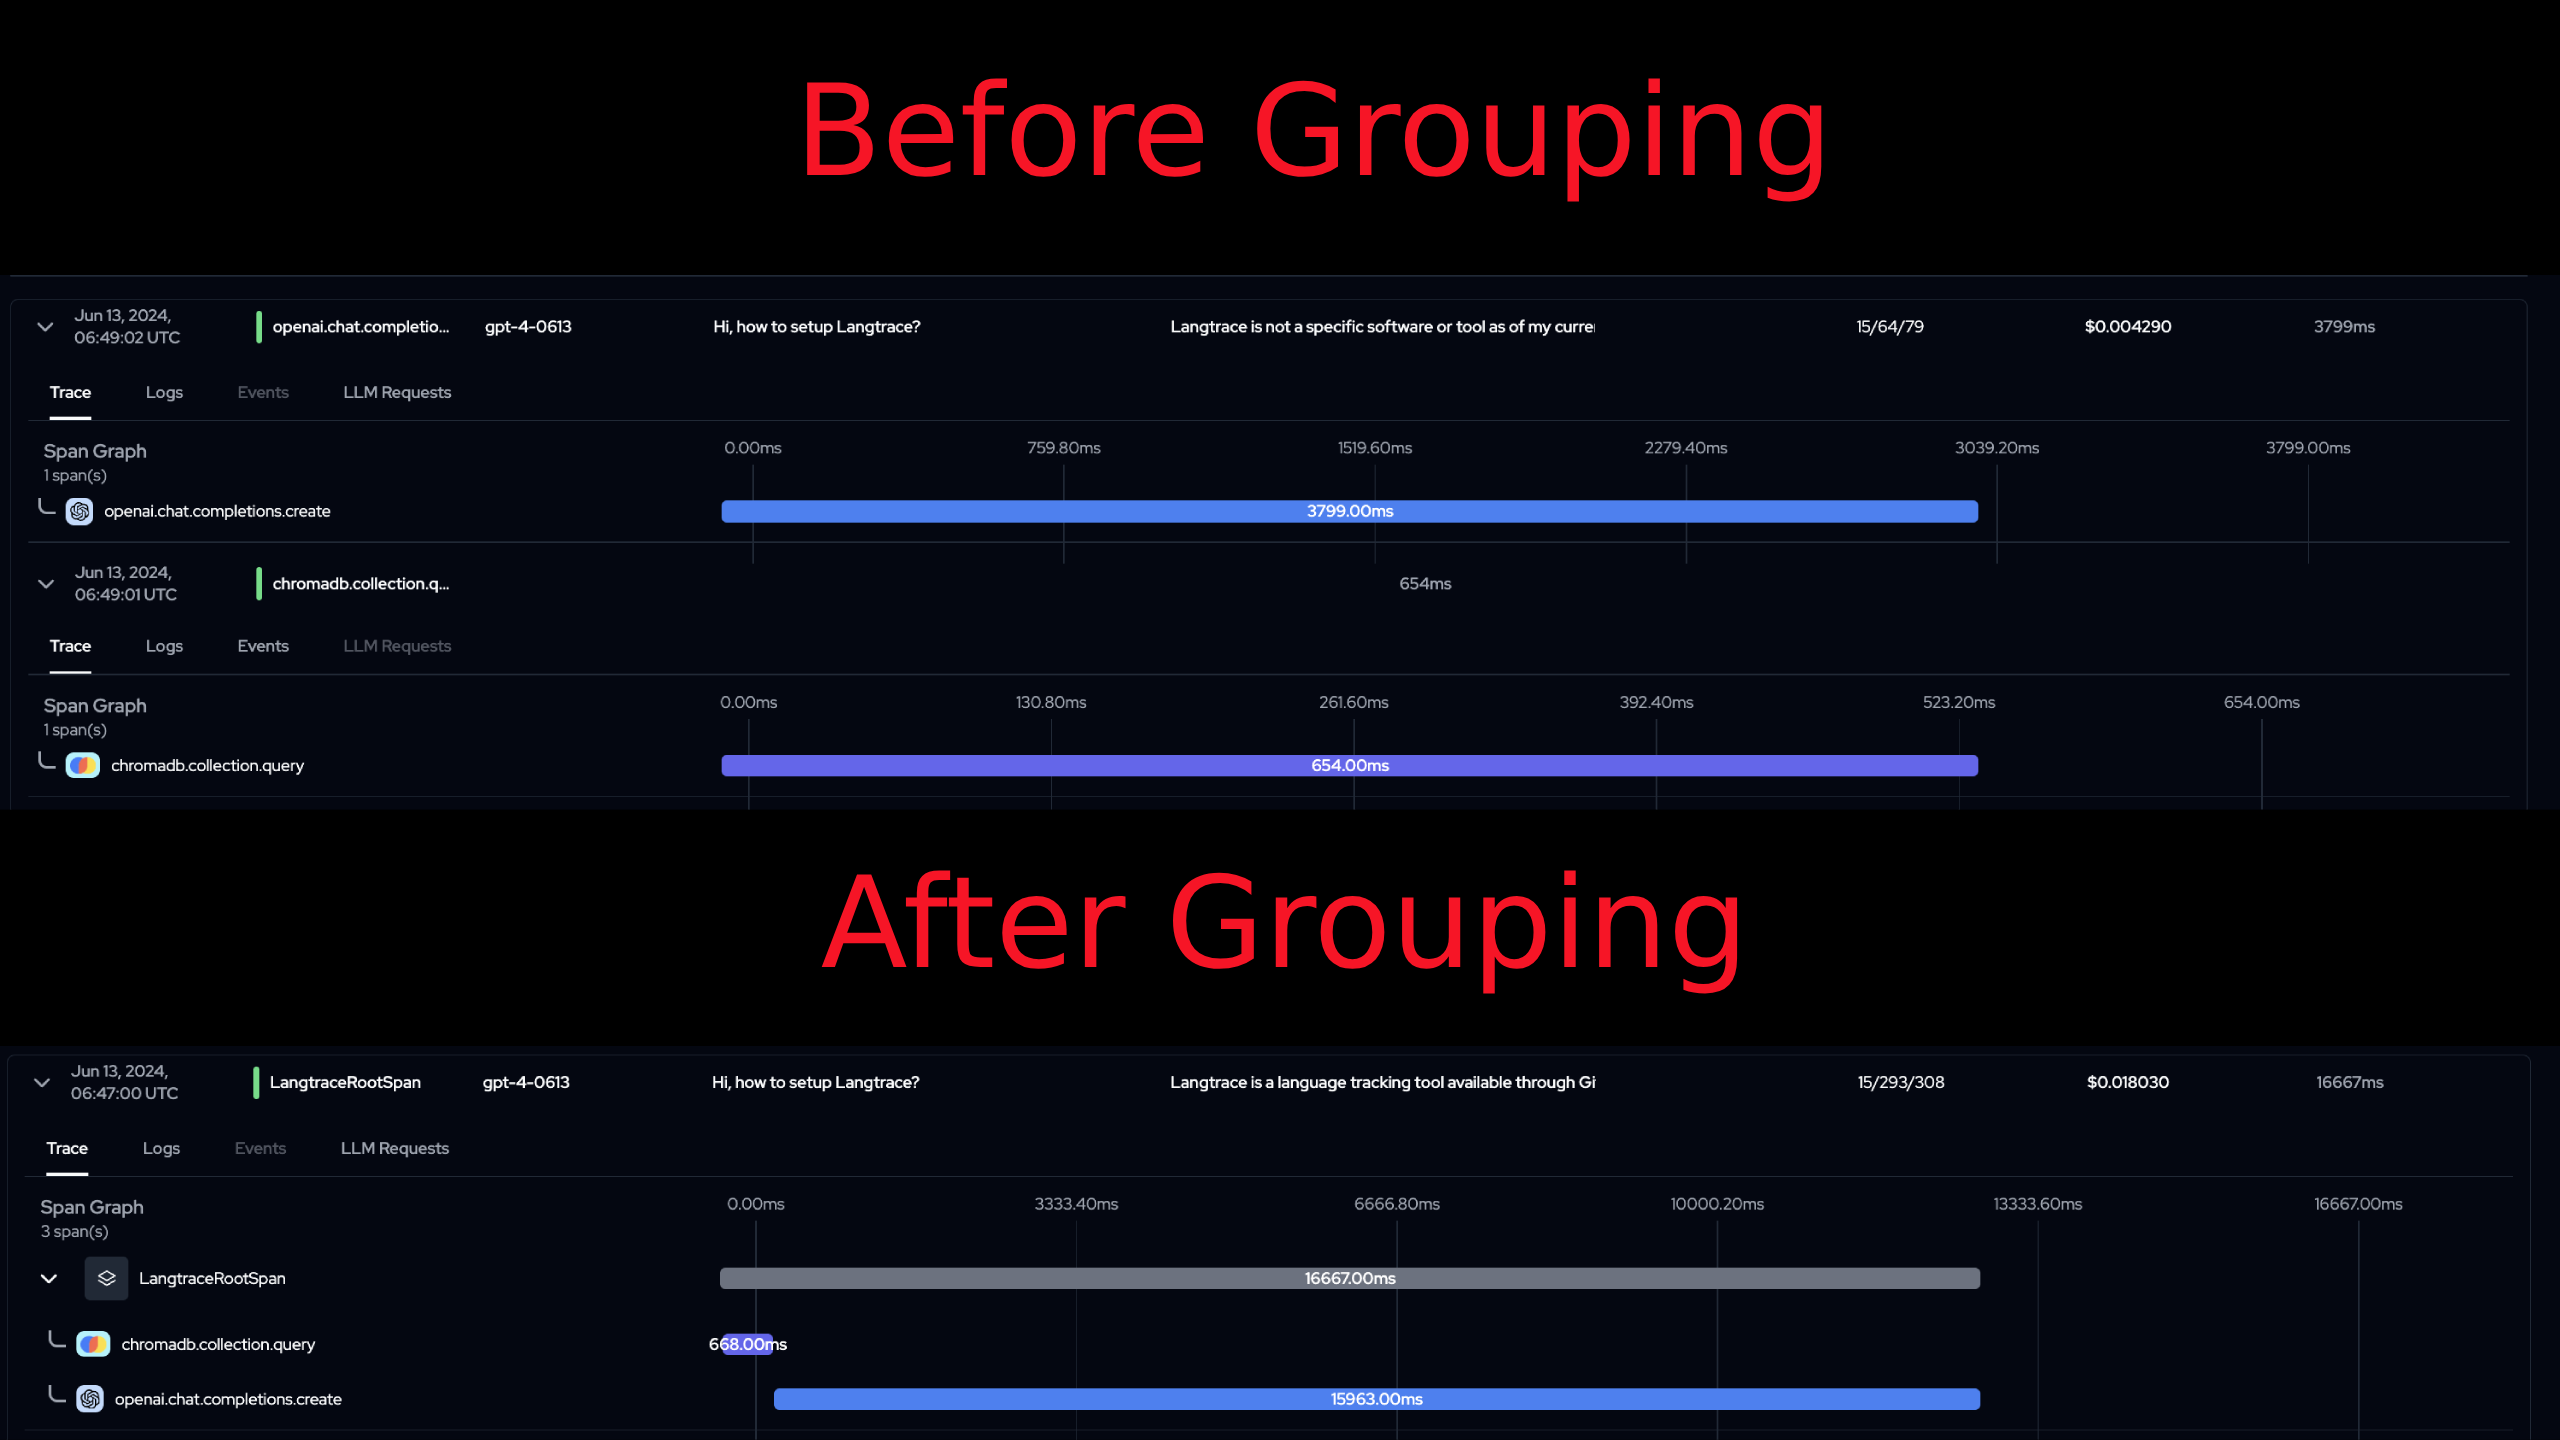 Before Grouping
Jun 13, 2024,
06:49:02 UTC
openai.chat.completio...
gpt-4-0613
Hi, how to setup Langtrace?
Langtrace is not a specific software or tool as of my curre
15/64/79
$0.004290
3799ms
Trace Logs Events LLM Requests
Span Graph
1 span(s)
0.00ms 759.80ms 1519.60ms 2279.40ms 3039.20ms 3799.00ms
openai.chat.completions.create
3799.00ms
Jun 13, 2024,
06:49:01 UTC
chromadb.collection.q...
654ms
Trace Logs Events LLM Requests
Span Graph
1 span(s)
0.00ms 130.80ms 261.60ms 392.40ms 523.20ms 654.00ms
chromadb.collection.query
654.00ms
After Grouping
Jun 13, 2024,
06:47:00 UTC
LangtraceRootSpan
gpt-4-0613
Hi, how to setup Langtrace?
Langtrace is a language tracking tool available through Gi
15/293/308
$0.018030
16667ms
Trace Logs Events LLM Requests
Span Graph
3 span(s)
0.00ms 3333.40ms 6666.80ms 10000.20ms 13333.60ms 16667.00ms
LangtraceRootSpan
16667.00ms
chromadb.collection.query
668.00ms
openai.chat.completions.create
15963.00ms